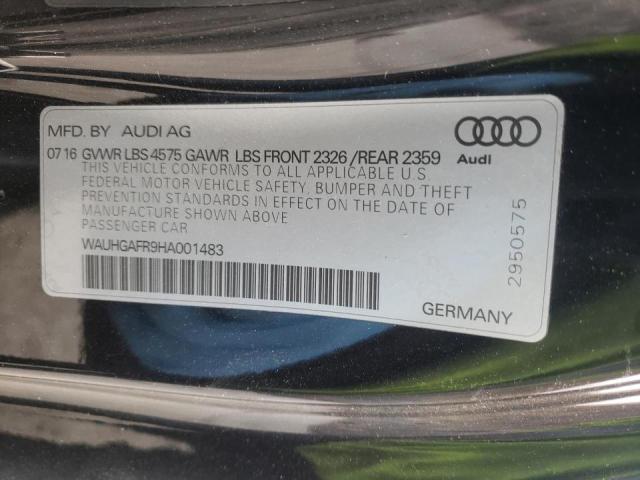 MFD. BY AUDI AG
07 16 GVWR LBS 4575 GAWR LBS FRONT 2326 / REAR 2359
THIS VEHICLE CONFORMS TO ALL APPLICABLE U.S.
FEDERAL MOTOR VEHICLE SAFETY, BUMPER AND THEFT
PREVENTION STANDARDS IN EFFECT ON THE DATE OF
MANUFACTURE SHOWN ABOVE
PASSENGER CAR
WAUHGAFR9HA001483
Audi
2950575
GERMANY